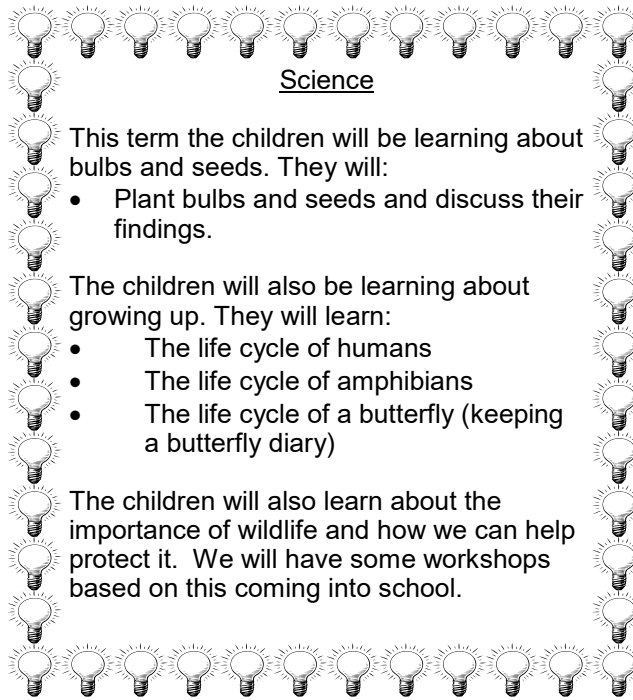 Science
This term the children will be learning about
bulbs and seeds. They will:
• Plant bulbs and seeds and discuss their
findings.
The children will also be learning about
growing up. They will learn:
• The life cycle of humans
• The life cycle of amphibians
• The life cycle of a butterfly (keeping
a butterfly diary)
The children will also learn about the
importance of wildlife and how we can help
protect it.  We will have some workshops
based on this coming into school.